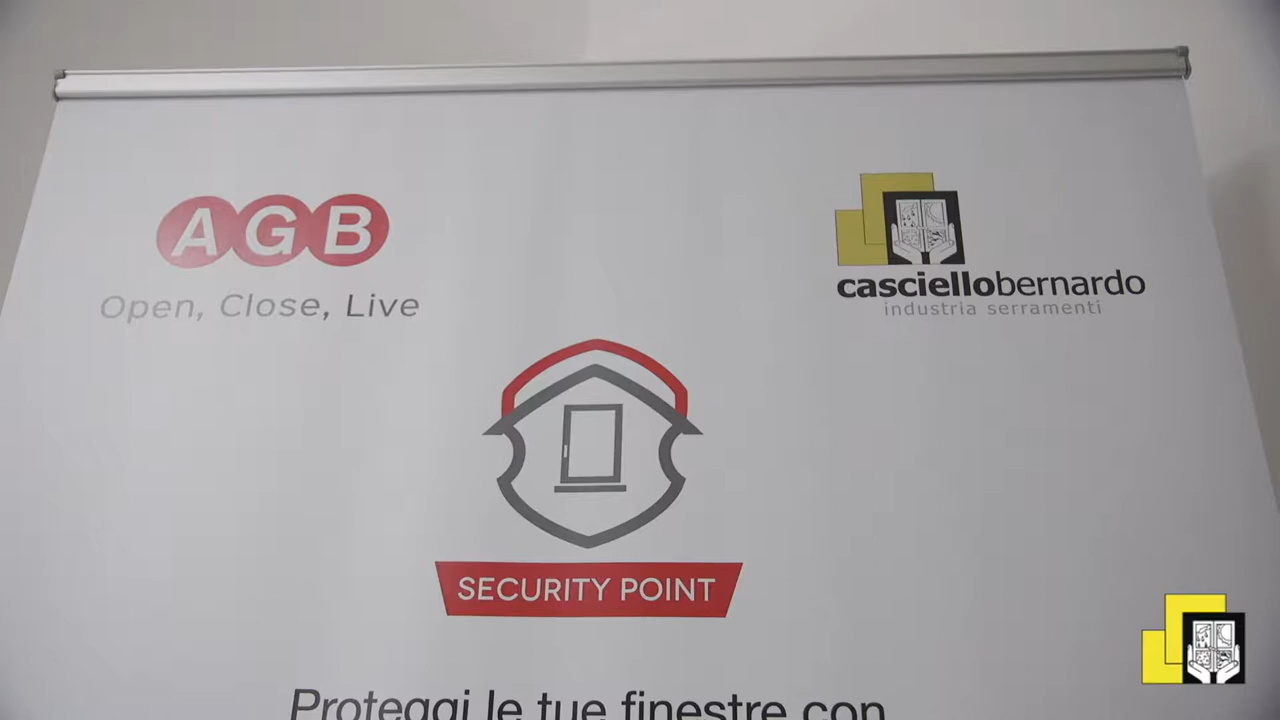 AGB
Open, Close, Live
casciellobernardo
industria serramenti
SECURITY POINT
Proteggi le tue finestre con